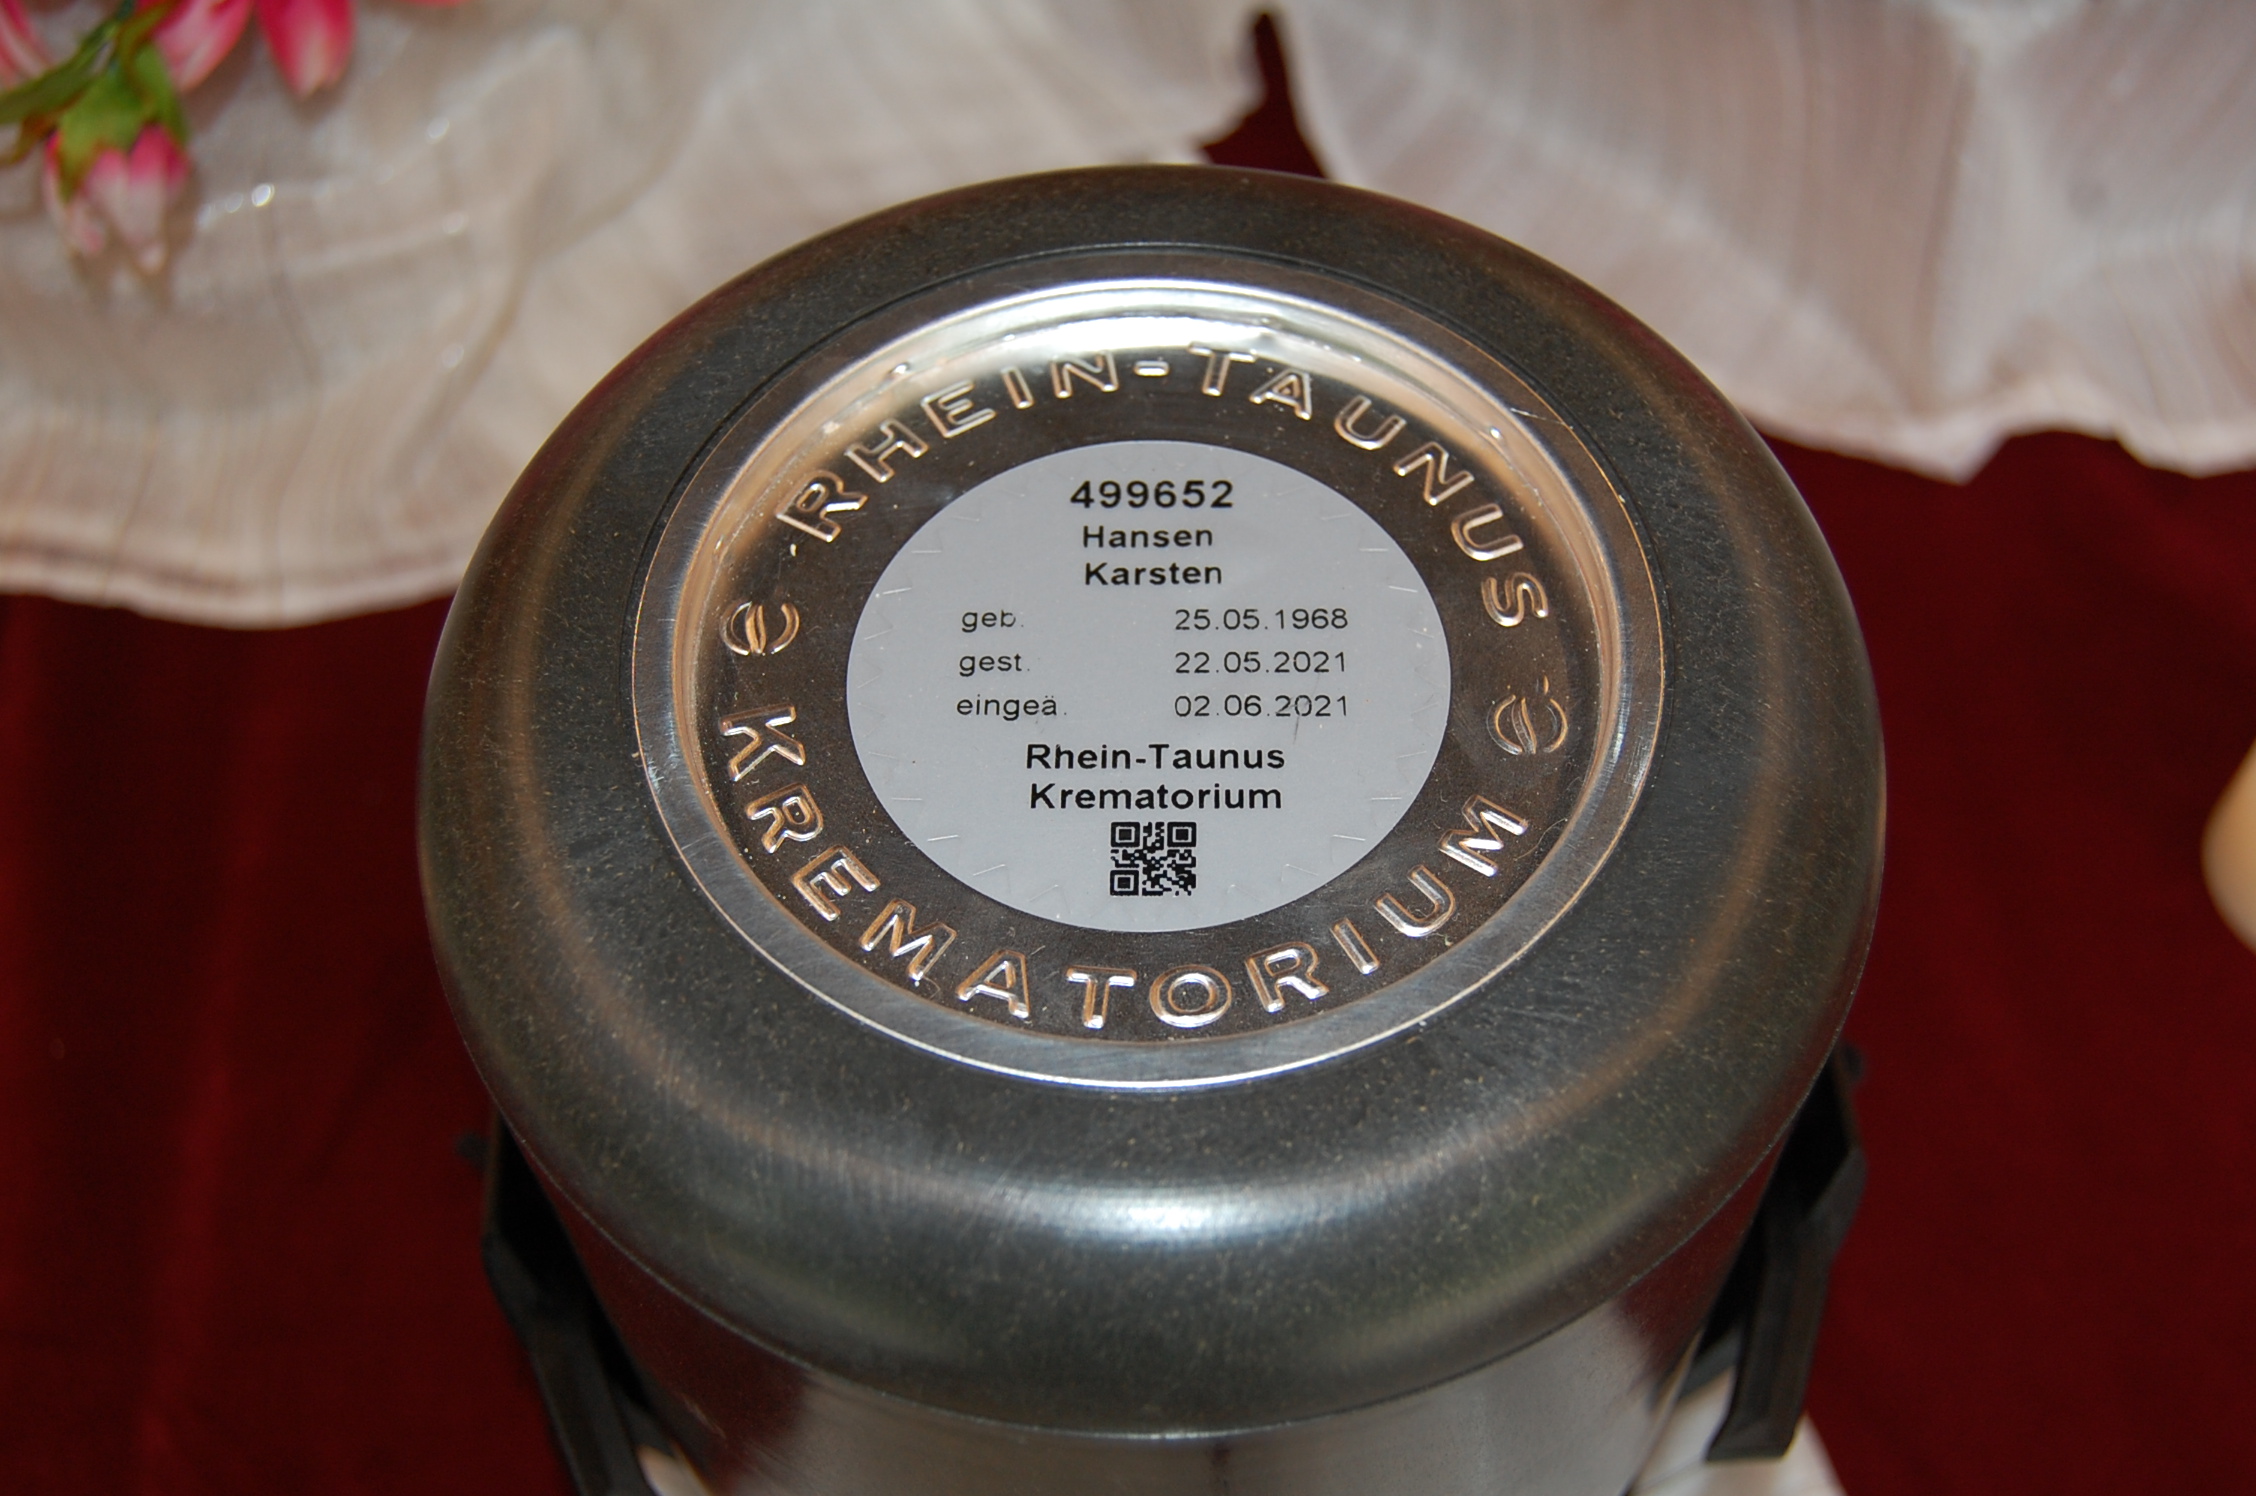 RHEIN-TAUNUS
499652
Hansen
Karsten
geb. 25.05.1968
gest. 22.05.2021
eingeä. 02.06.2021
Rhein-Taunus
Krematorium
KREMATORIUM